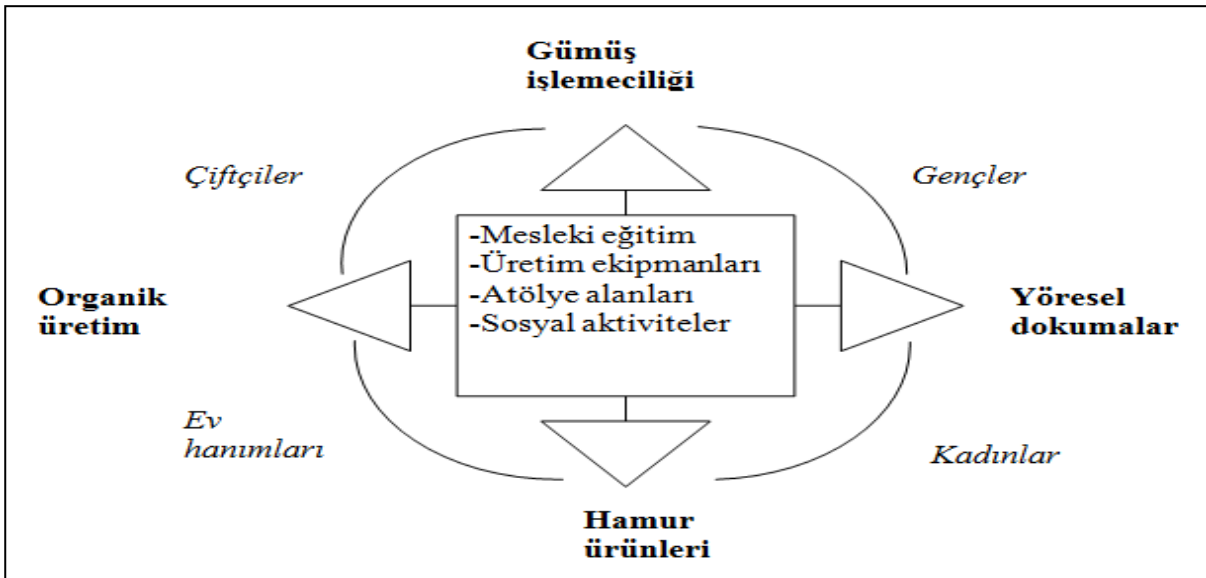 Gümüş
işlemeciliği
Çiftçiler
Gençler
-Mesleki eğitim
-Üretim ekipmanları
-Atölye alanları
-Sosyal aktiviteler
Organik
üretim
Yöresel
dokumalar
Ev
hanımları
Kadınlar
Hamur
ürünleri